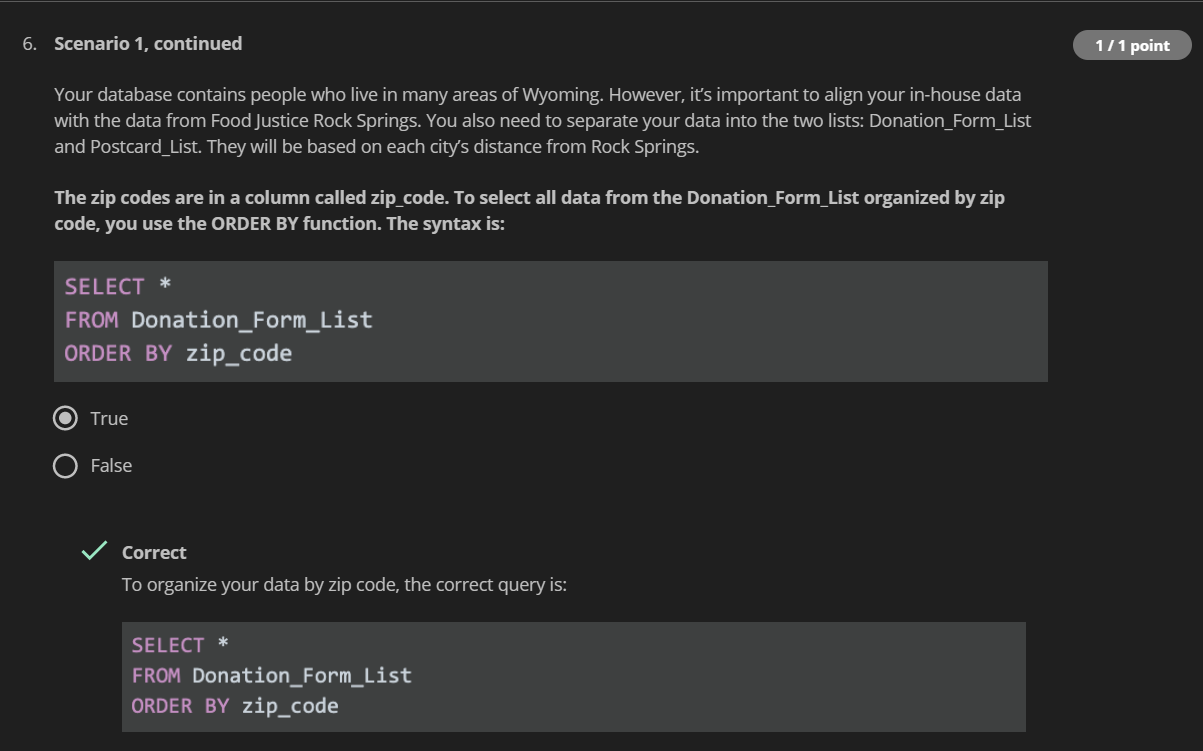 6. Scenario 1, continued
1 / 1 point
Your database contains people who live in many areas of Wyoming. However, it’s important to align your in-house data
with the data from Food Justice Rock Springs. You also need to separate your data into the two lists: Donation_Form_List
and Postcard_List. They will be based on each city’s distance from Rock Springs.
The zip codes are in a column called zip_code. To select all data from the Donation_Form_List organized by zip
code, you use the ORDER BY function. The syntax is:
SELECT *
FROM Donation_Form_List
ORDER BY zip_code
True
False
Correct
To organize your data by zip code, the correct query is:
SELECT *
FROM Donation_Form_List
ORDER BY zip_code